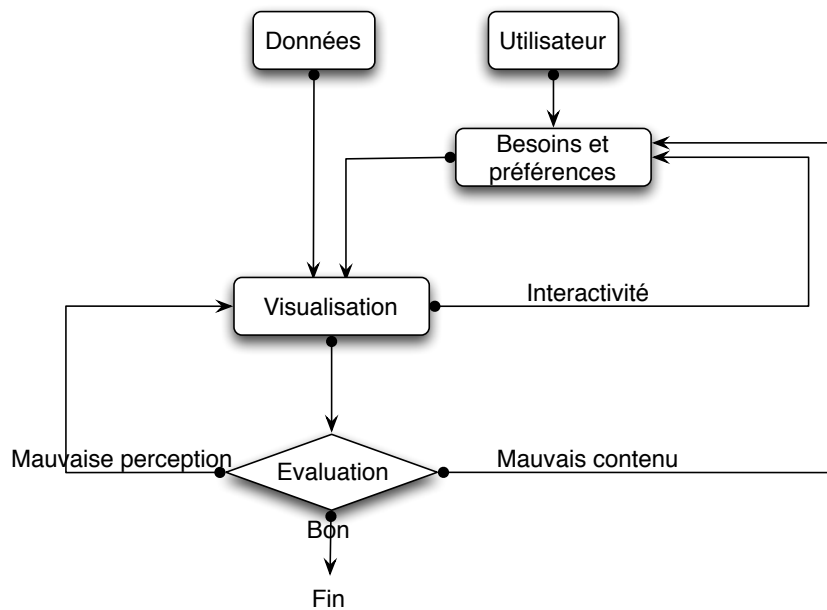 Données
Utilisateur
Besoins et
préférences
Visualisation
Interactivité
Mauvaise perception
Evaluation
Mauvais contenu
Bon
Fin